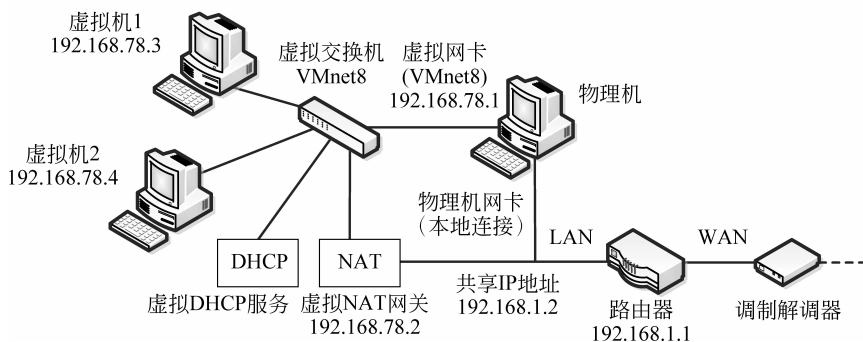 虚拟机1
192.168.78.3
虚拟交换机
VMnet8
虚拟网卡
(VMnet8)
192.168.78.1
物理机
虚拟机2
192.168.78.4
物理机网卡
（本地连接）
LAN
WAN
DHCP
NAT
虚拟DHCP服务
虚拟NAT网关
192.168.78.2
共享IP地址
192.168.1.2
路由器
192.168.1.1
调制解调器